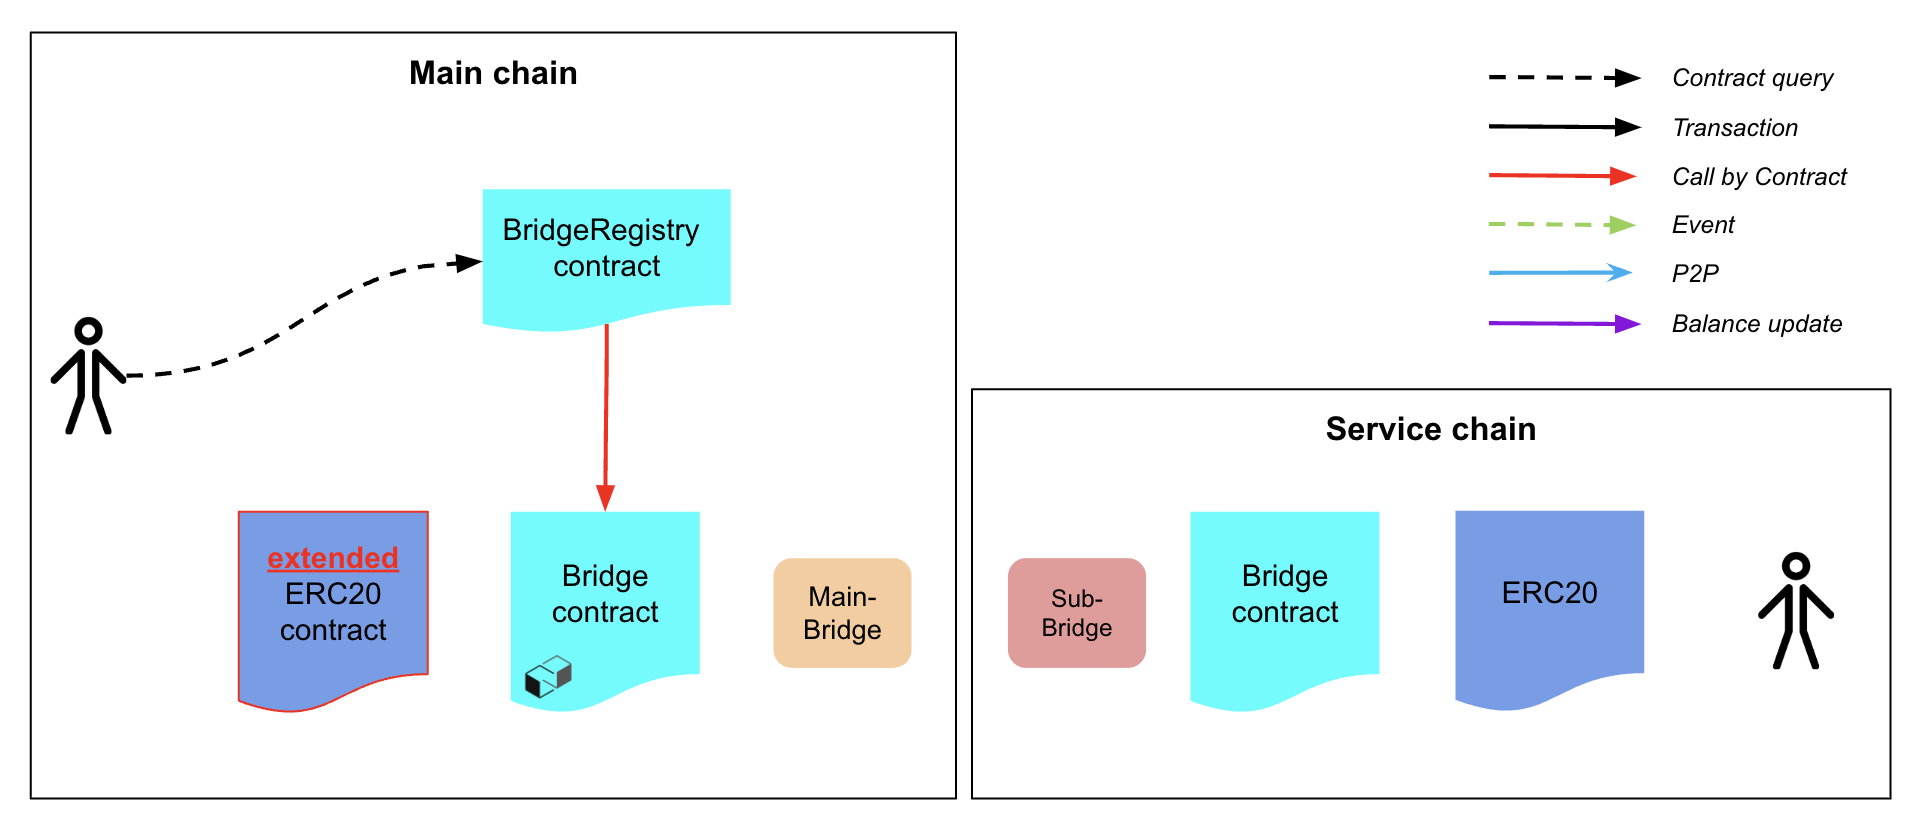 Main chain
BridgeRegistry
contract
extended
ERC20
contract
Bridge
contract
Main-
Bridge
Contract query
Transaction
Call by Contract
Event
P2P
Balance update
Service chain
Sub-
Bridge
Bridge
contract
ERC20